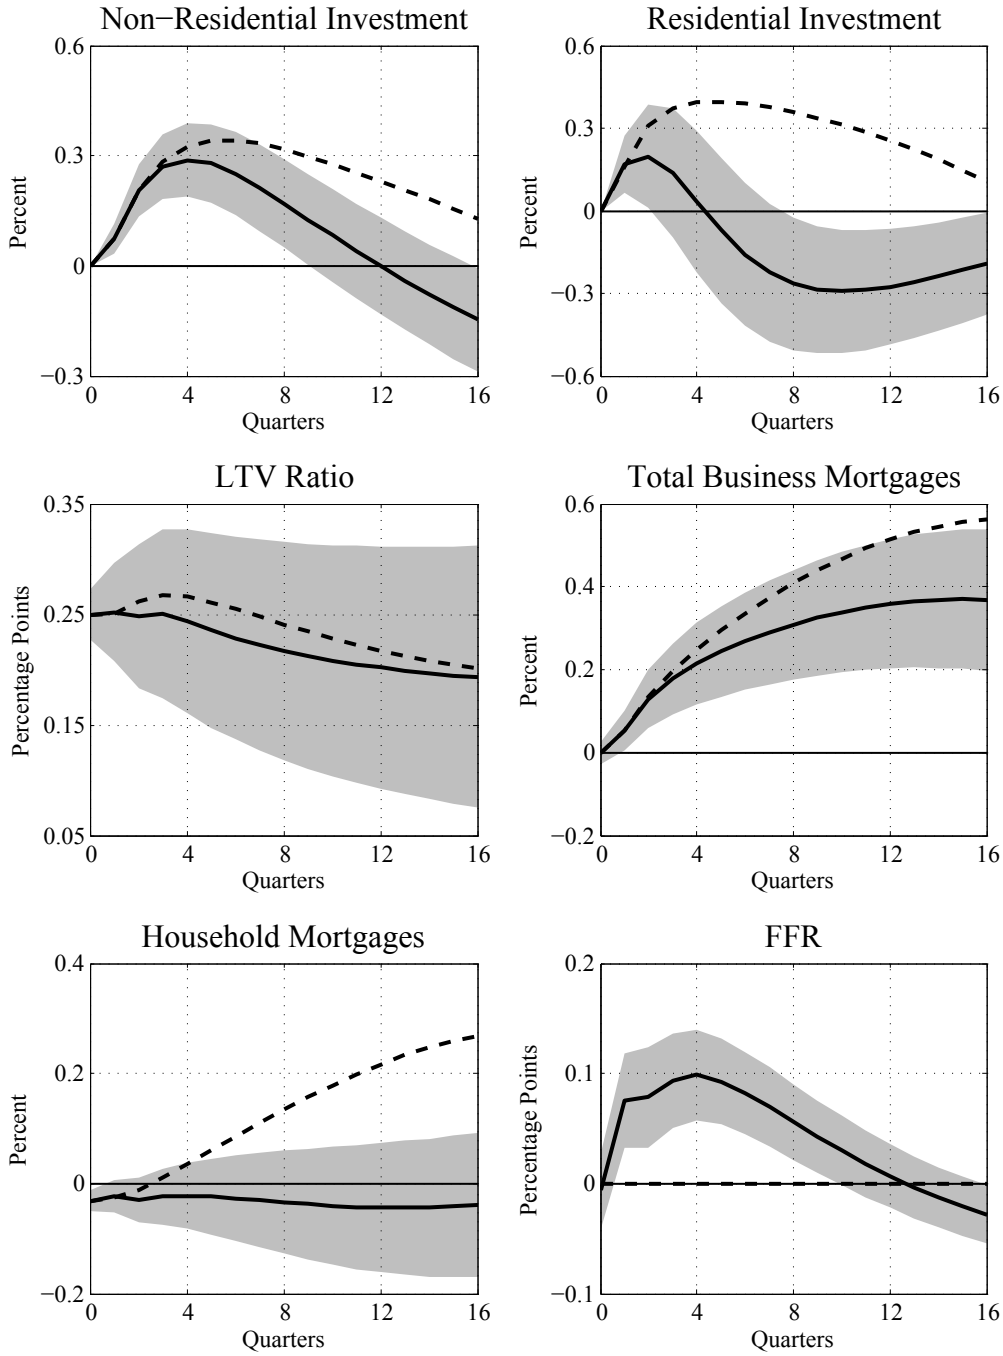 Non−Residential Investment
0.6
0.3
0
−0.3
Percent
0 4 8 12 16
Quarters
Residential Investment
0.6
0.3
0
−0.3
−0.6
Percent
0 4 8 12 16
Quarters
LTV Ratio
0.35
0.25
0.15
0.05
Percentage Points
0 4 8 12 16
Quarters
Total Business Mortgages
0.6
0.4
0.2
0
−0.2
Percent
0 4 8 12 16
Quarters
Household Mortgages
0.4
0.2
0
−0.2
Percent
0 4 8 12 16
Quarters
FFR
0.2
0.1
0
−0.1
Percentage Points
0 4 8 12 16
Quarters